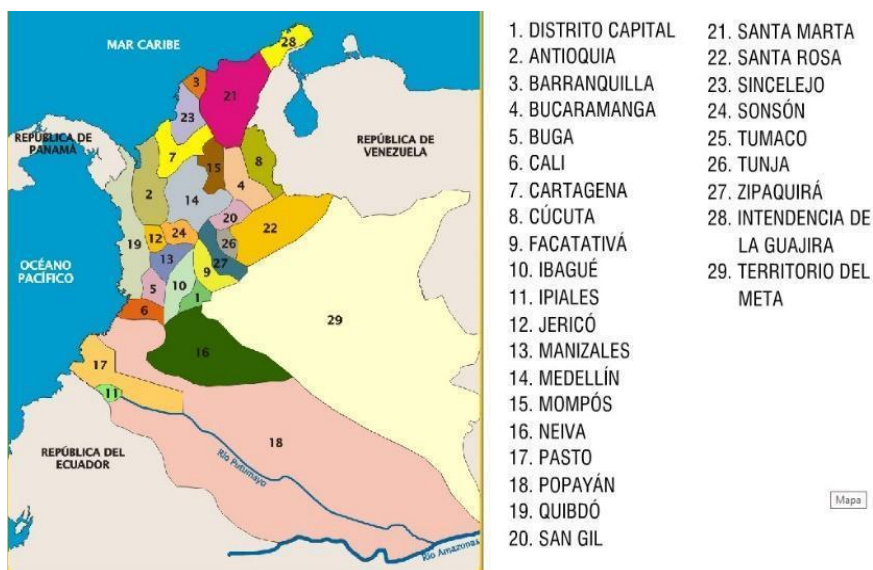 MAR CARIBE
28
3
21
23
REPÚBLICA DE
PANAMÁ
REPÚBLICA DE
VENEZUELA
7
15
8
4
2
14
20
22
19
12
24
26
OCÉANO
PACÍFICO
13
27
9
5
10
1
6
29
16
17
11
18
REPÚBLICA DEL
ECUADOR
Río Putumayo
Río Amazonas
1. DISTRITO CAPITAL
2. ANTIOQUIA
3. BARRANQUILLA
4. BUCARAMANGA
5. BUGA
6. CALI
7. CARTAGENA
8. CÚCUTA
9. FACATATIVÁ
10. IBAGUÉ
11. IPIALES
12. JERICÓ
13. MANIZALES
14. MEDELLÍN
15. MOMPÓS
16. NEIVA
17. PASTO
18. POPAYÁN
19. QUIBDÓ
20. SAN GIL
21. SANTA MARTA
22. SANTA ROSA
23. SINCELEJO
24. SONSÓN
25. TUMACO
26. TUNJA
27. ZIPAQUIRÁ
28. INTENDENCIA DE
LA GUAJIRA
29. TERRITORIO DEL
META
Mapa